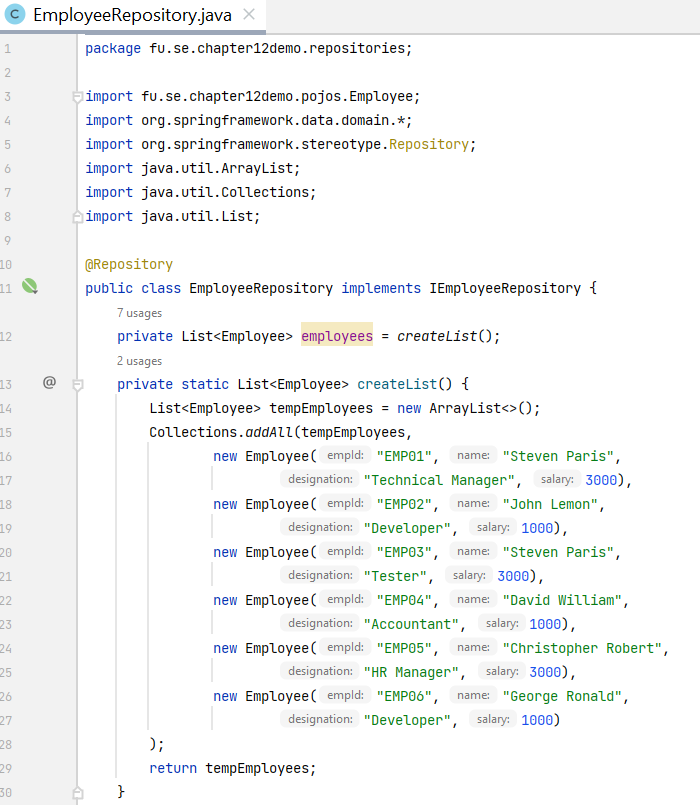 C EmployeeRepository.java ×
1 package fu.se.chapter12demo.repositories;
2
3 import fu.se.chapter12demo.pojos.Employee;
4 import org.springframework.data.domain.*;
5 import org.springframework.stereotype.Repository;
6 import java.util.ArrayList;
7 import java.util.Collections;
8 import java.util.List;
9
10 @Repository
11 public class EmployeeRepository implements IEmployeeRepository {
7 usages
12 private List<Employee> employees = createList();
2 usages
13 @ private static List<Employee> createList() {
14 List<Employee> tempEmployees = new ArrayList<>();
15 Collections.addAll(tempEmployees,
16 new Employee( empId: "EMP01", name: "Steven Paris",
17 designation: "Technical Manager", salary: 3000),
18 new Employee( empId: "EMP02", name: "John Lemon",
19 designation: "Developer", salary: 1000),
20 new Employee( empId: "EMP03", name: "Steven Paris",
21 designation: "Tester", salary: 3000),
22 new Employee( empId: "EMP04", name: "David William",
23 designation: "Accountant", salary: 1000),
24 new Employee( empId: "EMP05", name: "Christopher Robert",
25 designation: "HR Manager", salary: 3000),
26 new Employee( empId: "EMP06", name: "George Ronald",
27 designation: "Developer", salary: 1000)
28 );
29 return tempEmployees;
30 }